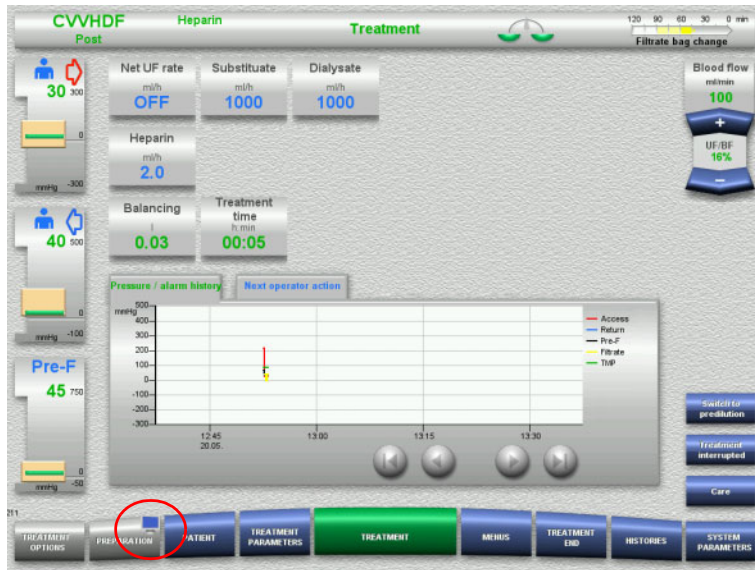 CVVHDF
Post
Heparin
Treatment
120 90 60 30 0 min
Filtrate bag change
30
300
0
mmHg
-300
Net UF rate
ml/h
OFF
Substituate
ml/h
1000
Dialysate
ml/h
1000
Blood flow
ml/min
100
+
UF/BF
16%
−
Heparin
ml/h
2.0
Balancing
l
0.03
Treatment
time
h:min
00:05
40
500
0
mmHg
-100
Pressure / alarm history
Next operator action
mmHg
500
400
300
200
100
0
-100
-200
-300
12:45
20.05.
13:00
13:15
13:30
Access
Return
Pre-F
Filtrate
TMP
Pre-F
45
750
0
mmHg
-50
Switch to
predilution
Treatment
interrupted
Care
211
TREATMENT
OPTIONS
PREPARATION
PATIENT
TREATMENT
PARAMETERS
TREATMENT
MENUS
TREATMENT
END
HISTORIES
SYSTEM
PARAMETERS